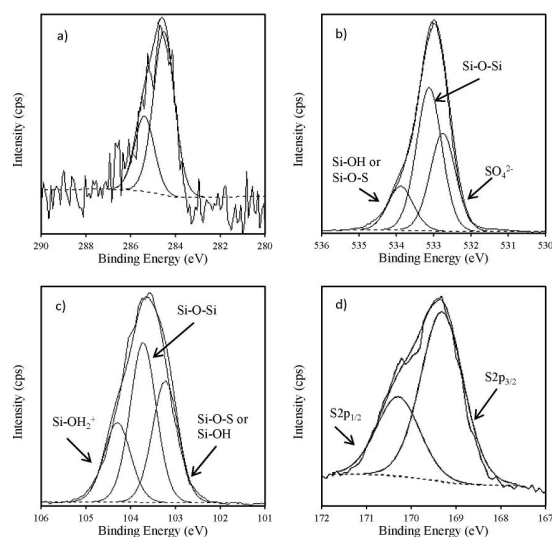 a)
Intensity (cps)
290 288 286 284 282 280
Binding Energy (eV)
b)
Si-O-Si
Si-OH or
Si-O-S
SO₄²⁻
Intensity (cps)
536 535 534 533 532 531 530
Binding Energy (eV)
c)
Si-O-Si
Si-OH₂⁺
Si-O-S or
Si-OH
Intensity (cps)
106 105 104 103 102 101
Binding Energy (eV)
d)
S2p₃/₂
S2p₁/₂
Intensity (cps)
172 171 170 169 168 167
Binding Energy (eV)